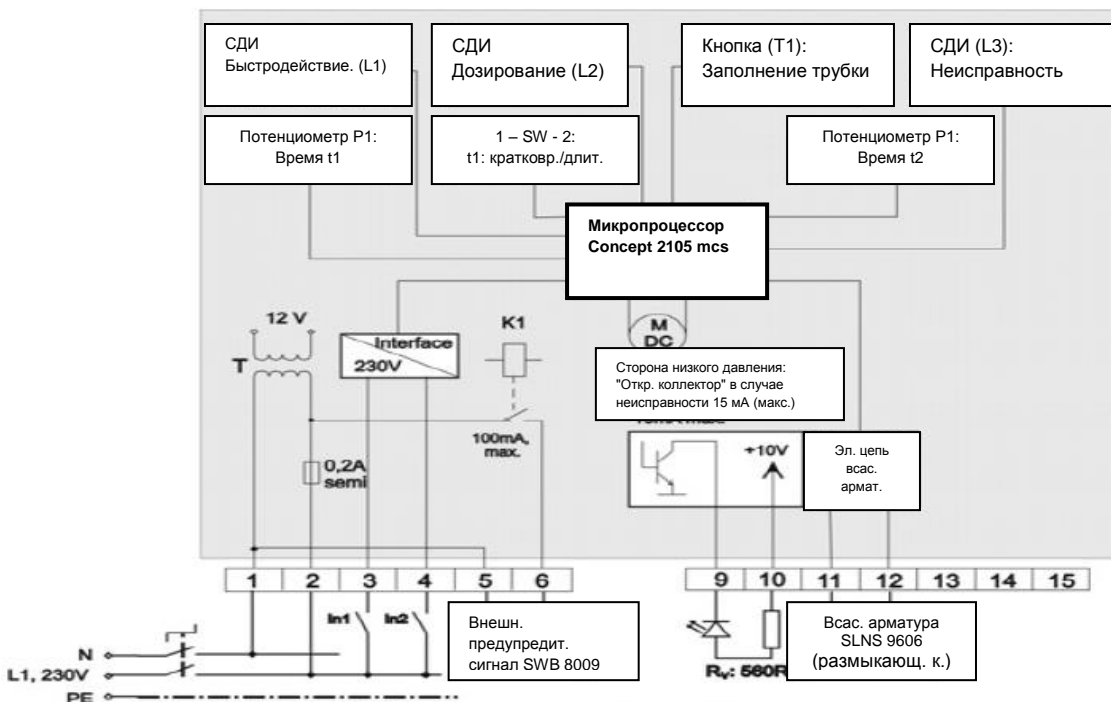 СДИ
Быстродействие. (L1)
СДИ
Дозирование (L2)
Кнопка (T1):
Заполнение трубки
СДИ (L3):
Неисправность
Потенциометр P1:
Время t1
1 – SW - 2:
t1: кратковр./длит.
Потенциометр P1:
Время t2
Микропроцессор
Concept 2105 mcs
12 V
T
Interface
230V
K1
M
DC
Сторона низкого давления:
"Откр. коллектор" в случае
неисправности 15 мА (макс.)
100mA,
max.
0,2A
semi
+10V
Эл. цепь
всас.
армат.
1 2 3 4 5 6
9 10 11 12 13 14 15
In1 In2
Внешн.
предупредит.
сигнал SWB 8009
Всас. арматура
SLNS 9606
(размыкающ. к.)
N
L1, 230V
PE
Rv: 560R